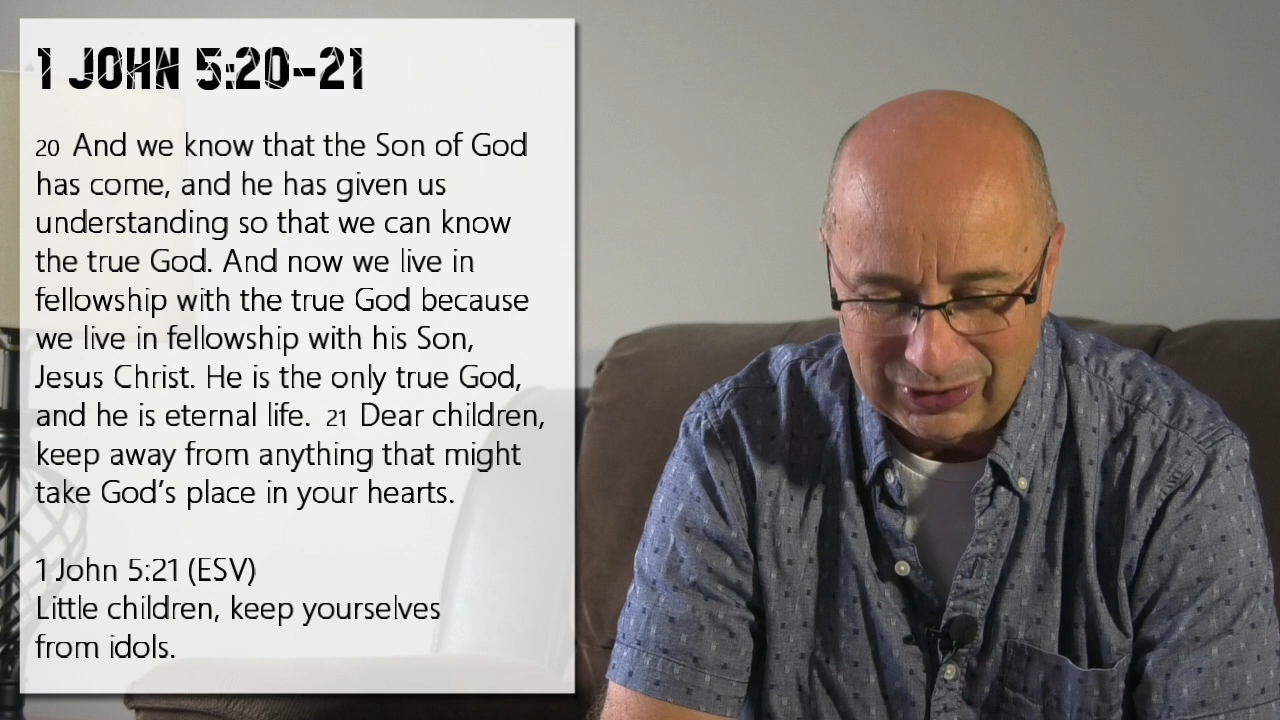 1 JOHN 5:20-21
20 And we know that the Son of God
has come, and he has given us
understanding so that we can know
the true God. And now we live in
fellowship with the true God because
we live in fellowship with his Son,
Jesus Christ. He is the only true God,
and he is eternal life. 21 Dear children,
keep away from anything that might
take God's place in your hearts.
1 John 5:21 (ESV)
Little children, keep yourselves
from idols.